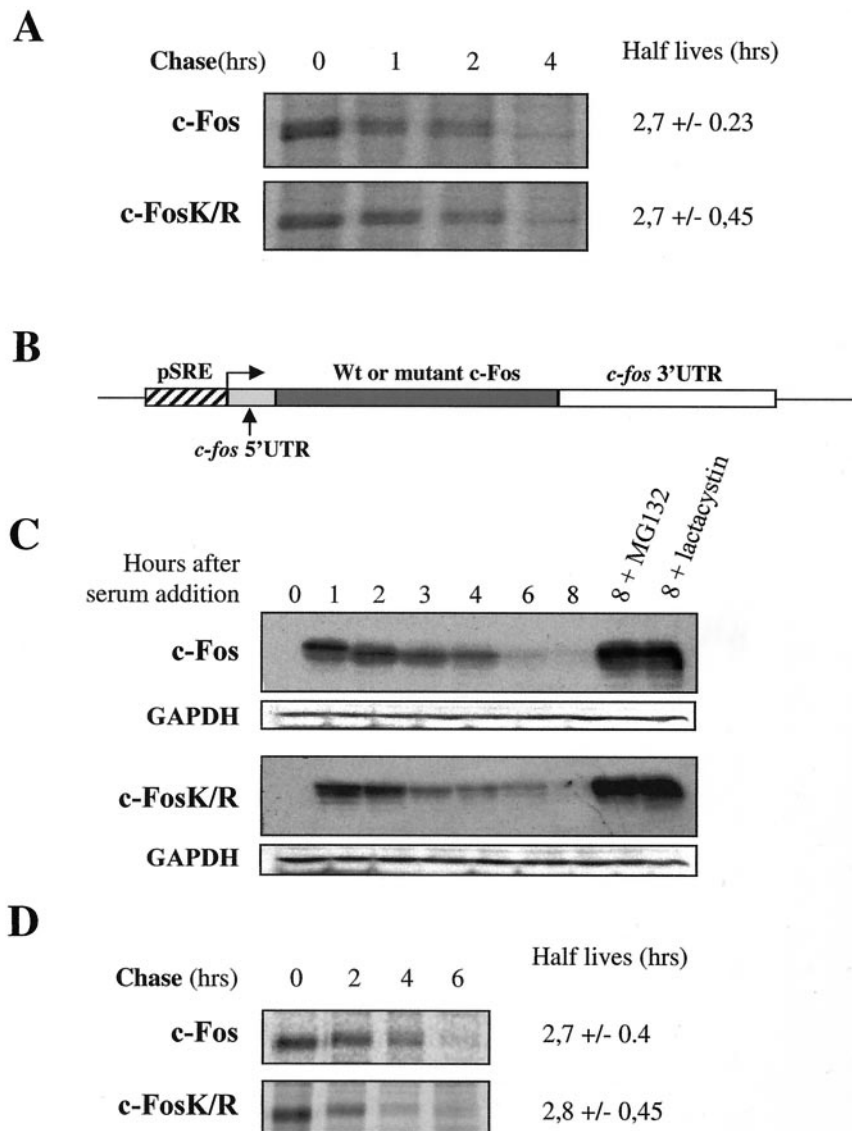 A
Chase(hrs) 0 1 2 4 Half lives (hrs)
c-Fos 2,7 +/- 0.23
c-FosK/R 2,7 +/- 0,45
B
pSRE Wt or mutant c-Fos c-fos 3'UTR
c-fos 5'UTR
C
Hours after
serum addition 0 1 2 3 4 6 8 8 + MG132 8 + lactacystin
c-Fos
GAPDH
c-FosK/R
GAPDH
D
Chase (hrs) 0 2 4 6 Half lives (hrs)
c-Fos 2,7 +/- 0.4
c-FosK/R 2,8 +/- 0,45